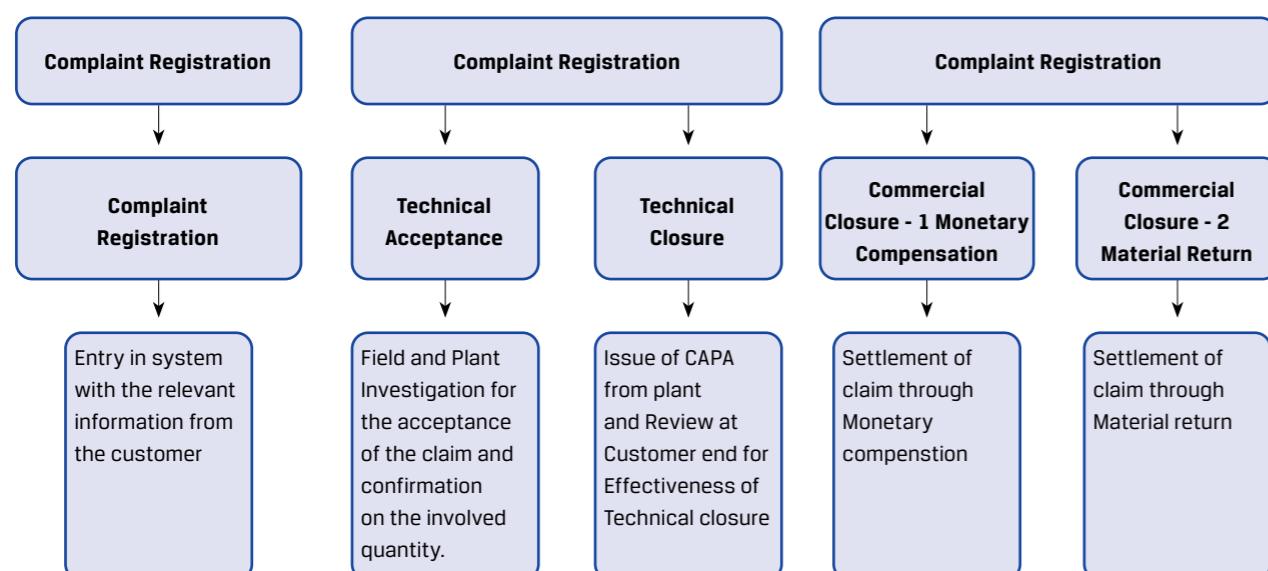 Complaint Registration
Complaint Registration
Complaint Registration
Complaint
Registration
Technical
Acceptance
Technical
Closure
Commercial
Closure - 1 Monetary
Compensation
Commercial
Closure - 2
Material Return
Entry in system
with the relevant
information from
the customer
Field and Plant
Investigation for
the acceptance
of the claim and
confirmation
on the involved
quantity.
Issue of CAPA
from plant
and Review at
Customer end for
Effectiveness of
Technical closure
Settlement of
claim through
Monetary
compenstion
Settlement of
claim through
Material return